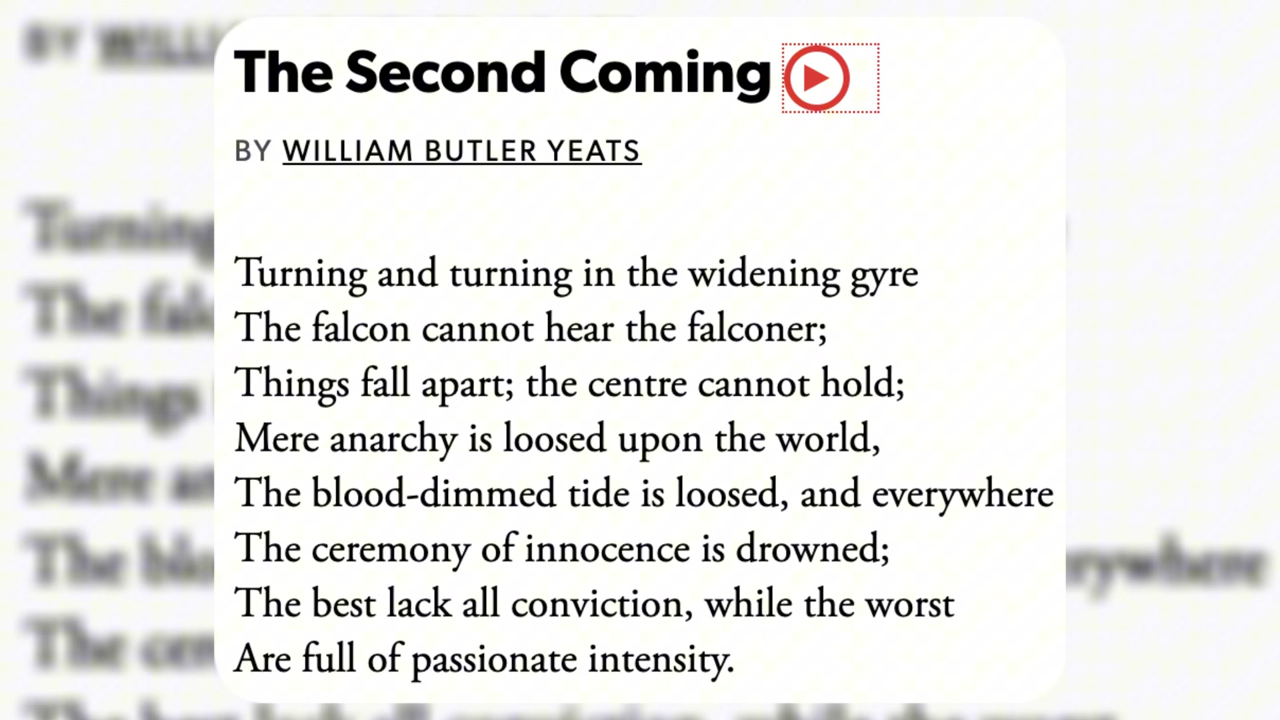 The Second Coming
BY WILLIAM BUTLER YEATS
Turning and turning in the widening gyre
The falcon cannot hear the falconer;
Things fall apart; the centre cannot hold;
Mere anarchy is loosed upon the world,
The blood-dimmed tide is loosed, and everywhere
The ceremony of innocence is drowned;
The best lack all conviction, while the worst
Are full of passionate intensity.